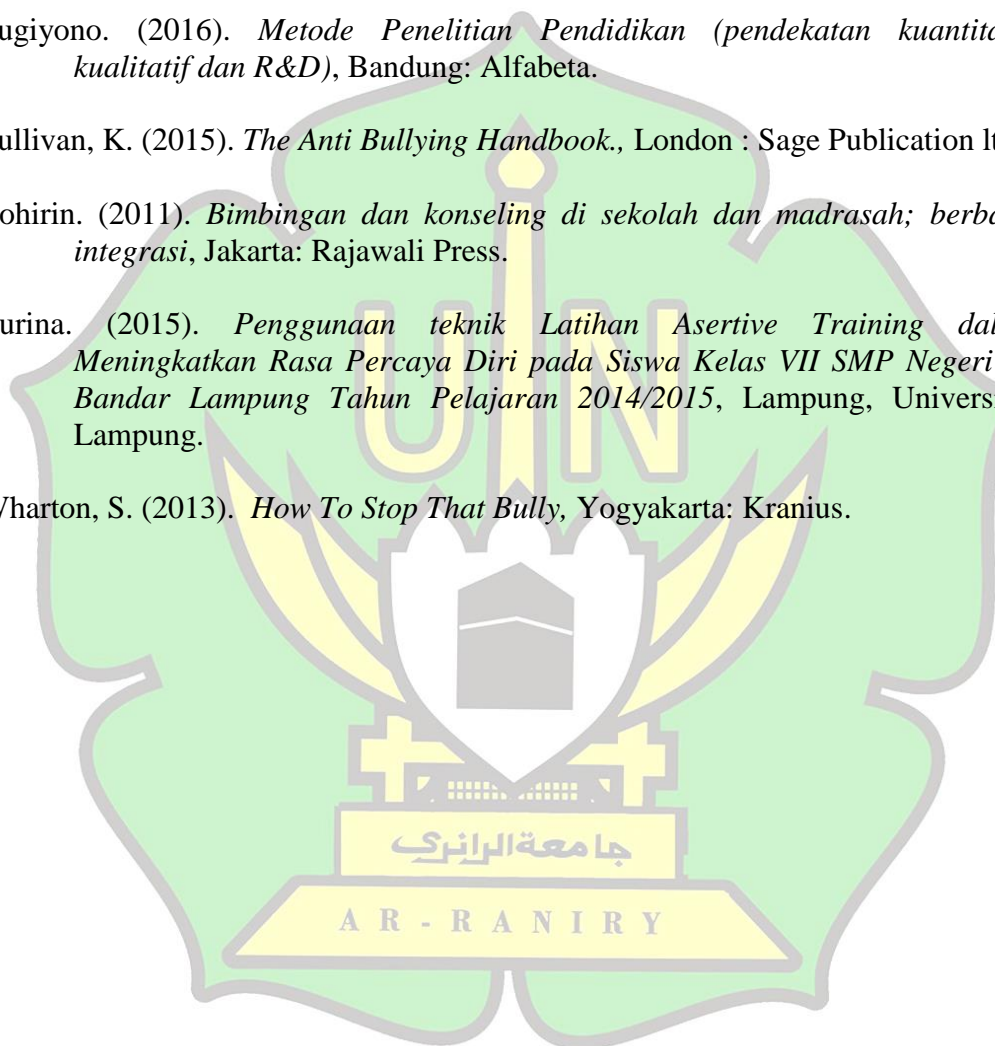 ugiyono. (2016). Metode Penelitian Pendidikan (pendekatan kuantita
kualitatif dan R&D), Bandung: Alfabeta.
ullivan, K. (2015). The Anti Bullying Handbook., London : Sage Publication lt
ohirin. (2011). Bimbingan dan konseling di sekolah dan madrasah; berba
integrasi, Jakarta: Rajawali Press.
urina. (2015). Penggunaan teknik Latihan Asertive Training dal
Meningkatkan Rasa Percaya Diri pada Siswa Kelas VII SMP Negeri
Bandar Lampung Tahun Pelajaran 2014/2015, Lampung, Univers
Lampung.
Wharton, S. (2013). How To Stop That Bully, Yogyakarta: Kranius.
UIN
جامعةالرانري
AR-RANIRY